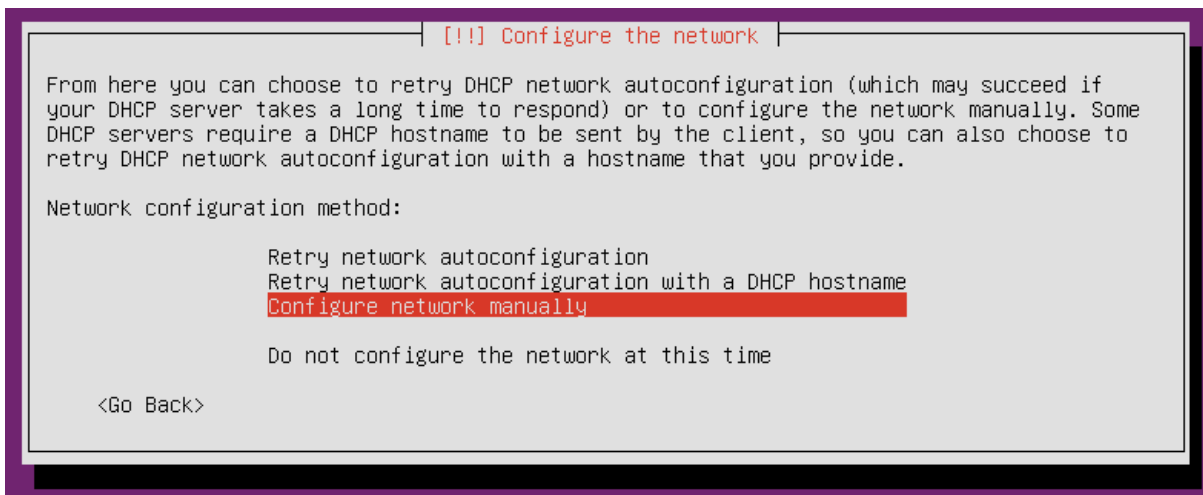 [!!] Configure the network
From here you can choose to retry DHCP network autoconfiguration (which may succeed if
your DHCP server takes a long time to respond) or to configure the network manually. Some
DHCP servers require a DHCP hostname to be sent by the client, so you can also choose to
retry DHCP network autoconfiguration with a hostname that you provide.
Network configuration method:
Retry network autoconfiguration
Retry network autoconfiguration with a DHCP hostname
Configure network manually
Do not configure the network at this time
<Go Back>